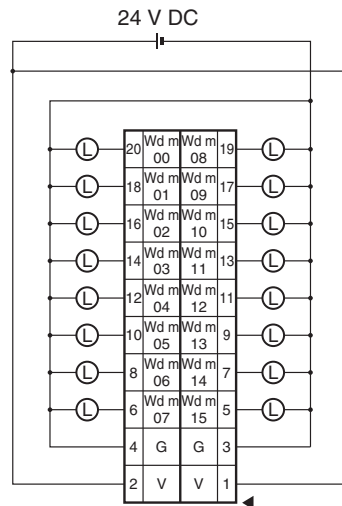 24 V DC
L 20 Wd m 00 Wd m 08 19 L
L 18 Wd m 01 Wd m 09 17 L
L 16 Wd m 02 Wd m 10 15 L
L 14 Wd m 03 Wd m 11 13 L
L 12 Wd m 04 Wd m 12 11 L
L 10 Wd m 05 Wd m 13 9 L
L 8 Wd m 06 Wd m 14 7 L
L 6 Wd m 07 Wd m 15 5 L
4 G G 3
2 V V 1